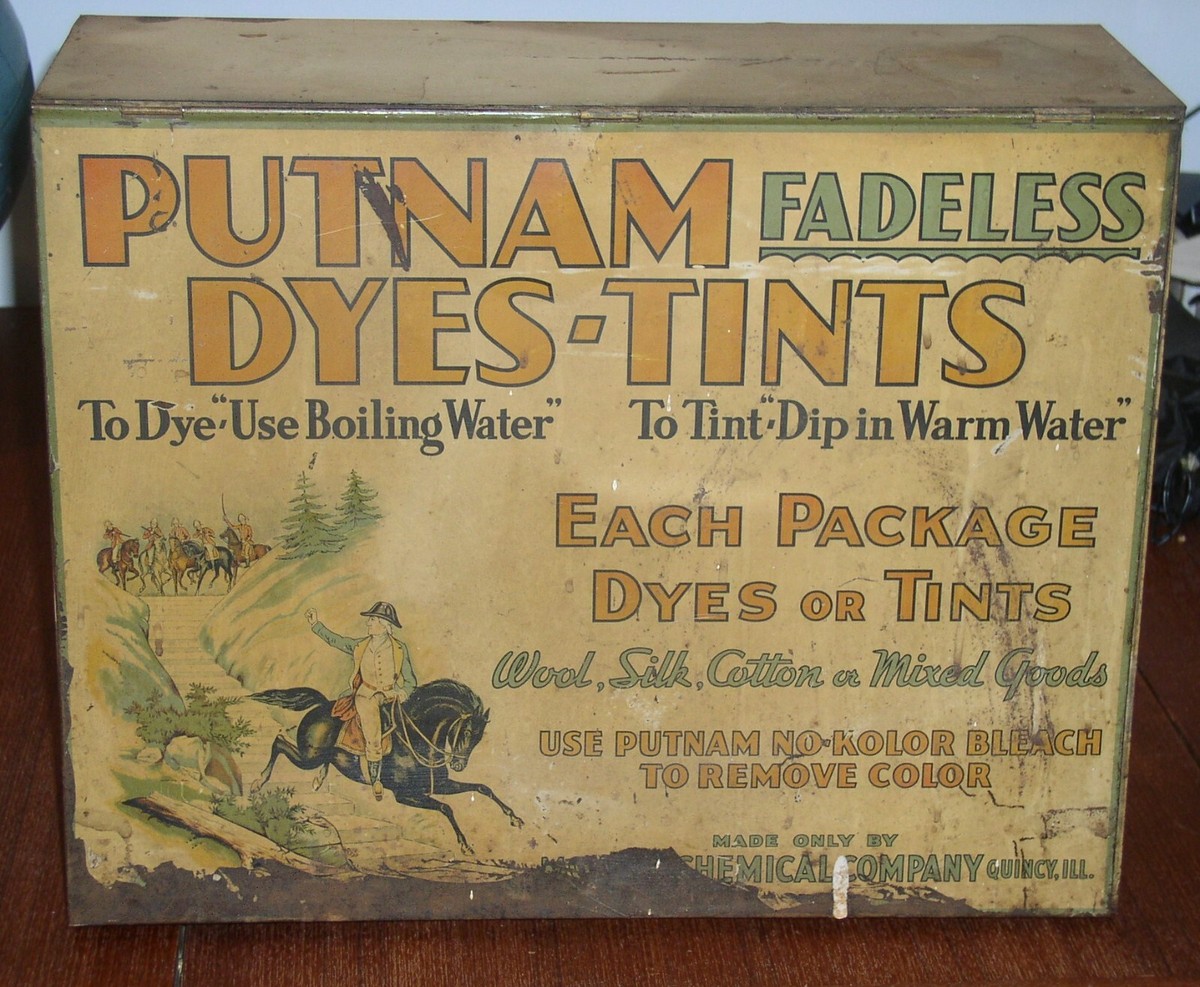 PUTNAM FADELESS
DYES-TINTS
To Dye-"Use Boiling Water" To Tint-"Dip in Warm Water"
EACH PACKAGE
DYES OR TINTS
Wool, Silk, Cotton or Mixed Goods
USE PUTNAM NO-KOLOR BLEACH
TO REMOVE COLOR
MADE ONLY BY
CHEMICAL COMPANY QUINCY, ILL.